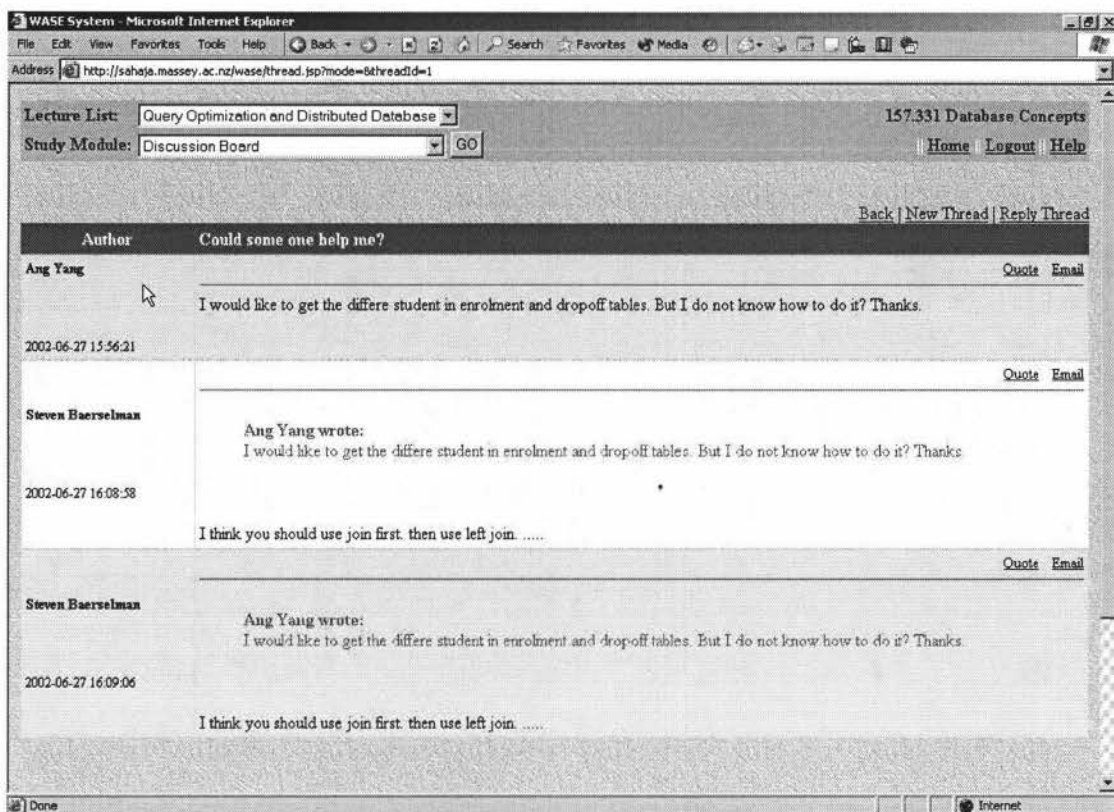 WASE System - Microsoft Internet Explorer
File Edit View Favorites Tools Help Back Search Favorites Media
Address http://sahaja.massey.ac.nz/wase/thread.jsp?mode=8&threadId=1
Lecture List: Query Optimization and Distributed Database 157.331 Database Concepts
Study Module: Discussion Board GO Home Logout Help
Back | New Thread | Reply Thread
Author Could some one help me?
Ang Yang Quote Email
I would like to get the differe student in enrolment and dropoff tables. But I do not know how to do it? Thanks.
2002-06-27 15:56:21
Quote Email
Steven Baerselman
Ang Yang wrote:
I would like to get the differe student in enrolment and dropoff tables. But I do not know how to do it? Thanks.
2002-06-27 16:08:58
I think you should use join first. then use left join. .....
Quote Email
Steven Baerselman
Ang Yang wrote:
I would like to get the differe student in enrolment and dropoff tables. But I do not know how to do it? Thanks.
2002-06-27 16:09:06
I think you should use join first. then use left join. .....
Done Internet